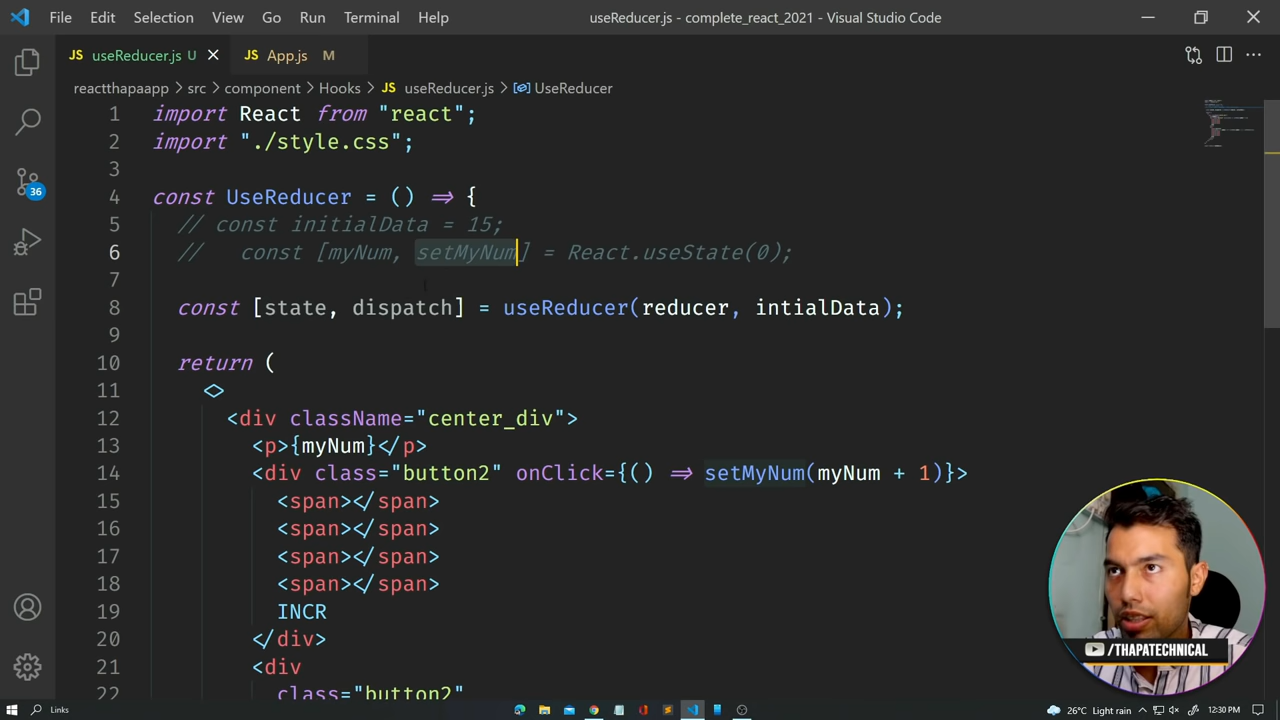 File Edit Selection View Go Run Terminal Help useReducer.js - complete_react_2021 - Visual Studio Code
JS useReducer.js U JS App.js M
reactthapaapp > src > component > Hooks > JS useReducer.js > UseReducer
1 import React from "react";
2 import "./style.css";
3
4 const UseReducer = () => {
5 // const initialData = 15;
6 // const [myNum, setMyNum] = React.useState(0);
7
8 const [state, dispatch] = useReducer(reducer, intialData);
9
10 return (
11 <>
12 <div className="center_div">
13 <p>{myNum}</p>
14 <div class="button2" onClick={() => setMyNum(myNum + 1)}>
15 <span></span>
16 <span></span>
17 <span></span>
18 <span></span>
19 INCR
20 </div>
21 <div
22 class="button2"
36
/THAPATECHNICAL
Links 26°C Light rain 12:30 PM